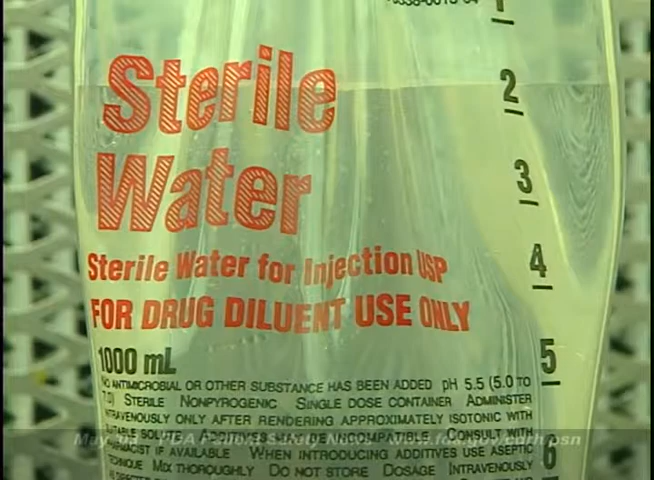 1
Sterile
Water
2
3
Sterile Water for Injection USP
4
FOR DRUG DILUENT USE ONLY
1000 mL
5
NO ANTIMICROBIAL OR OTHER SUBSTANCE HAS BEEN ADDED pH 5.5 (5.0 TO
7.0) STERILE NONPYROGENIC SINGLE DOSE CONTAINER ADMINISTER
INTRAVENOUSLY ONLY AFTER RENDERING APPROXIMATELY ISOTONIC WITH
SUITABLE SOLUTE ADDITIVES MAY BE INCOMPATIBLE CONSULT WITH
PHARMACIST IF AVAILABLE WHEN INTRODUCING ADDITIVES USE ASEPTIC
6
TECHNIQUE MIX THOROUGHLY DO NOT STORE DOSAGE INTRAVENOUSLY